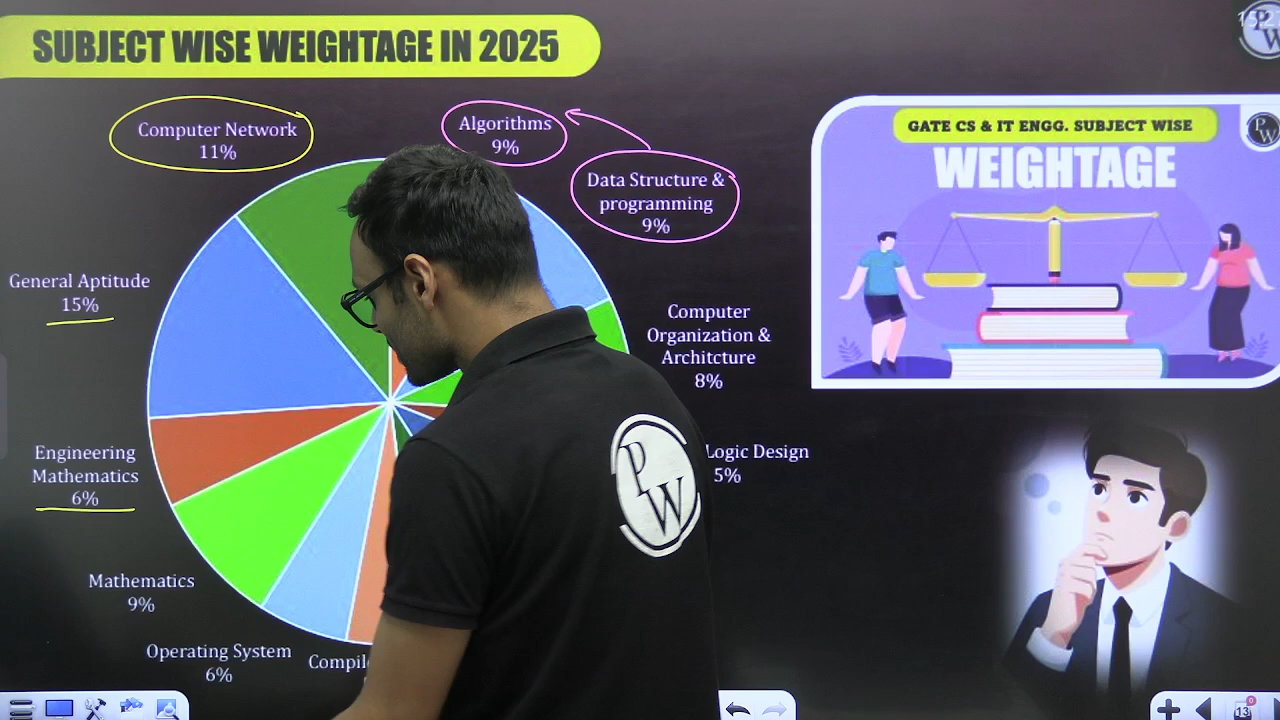 SUBJECT WISE WEIGHTAGE IN 2025
Computer Network
11%
Algorithms
9%
Data Structure &
programming
9%
General Aptitude
15%
Computer
Organization &
Architcture
8%
Logic Design
5%
Engineering
Mathematics
6%
Mathematics
9%
Operating System
6%
GATE CS & IT ENGG. SUBJECT WISE
WEIGHTAGE
P
W
P
W
P
W
13